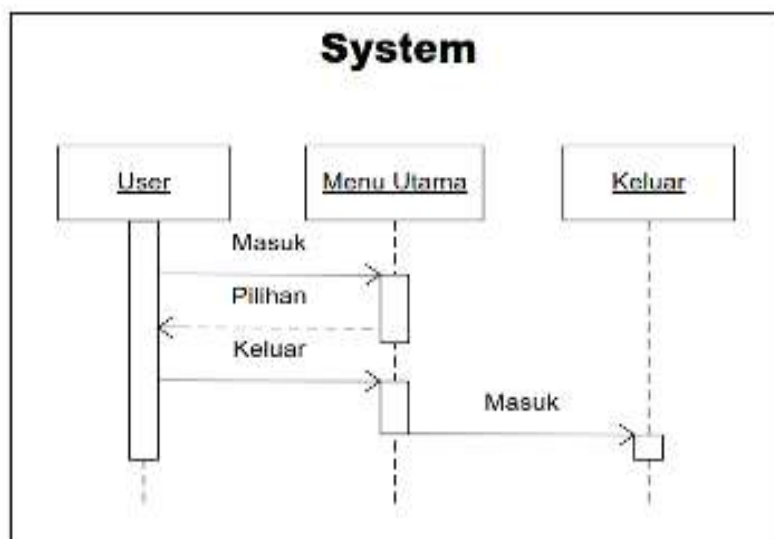 System
User
Menu Utama
Keluar
Masuk
Pilihan
Keluar
Masuk